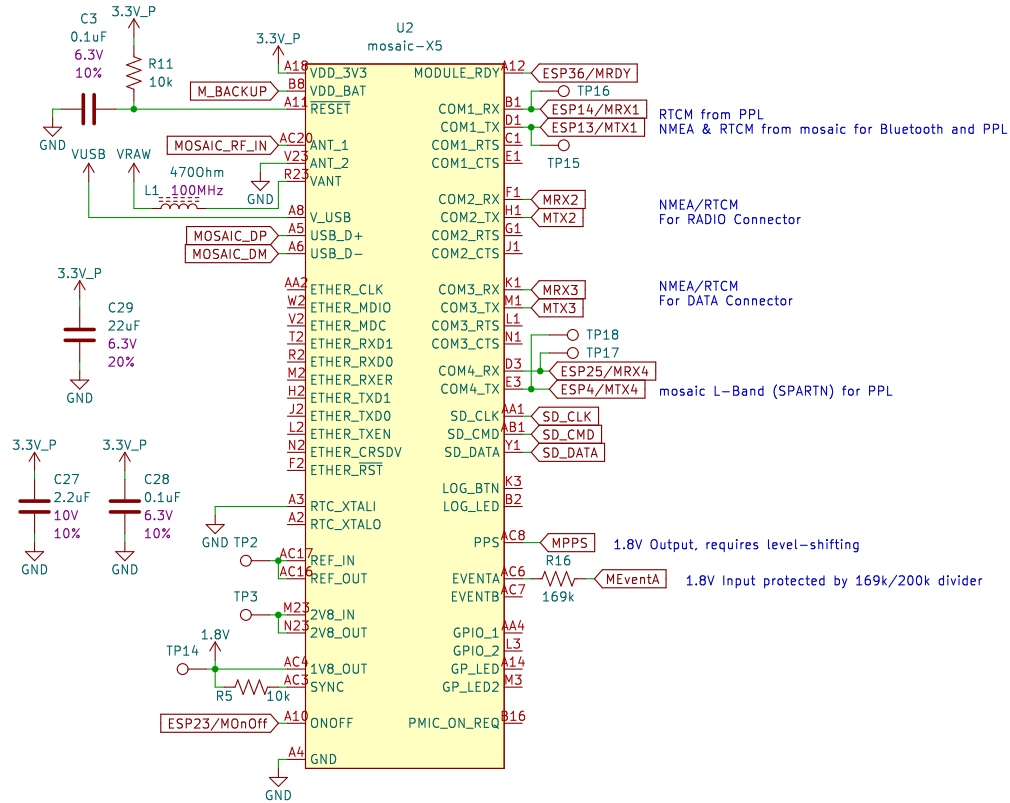 U2
mosaic-X5
3.3V_P
C3
0.1uF
6.3V
10%
R11
10k
GND
3.3V_P
M_BACKUP
MOSAIC_RF_IN
GND
VUSB
VRAW
470Ohm
L1 100MHz
MOSAIC_DP
MOSAIC_DM
3.3V_P
C29
22uF
6.3V
20%
GND
3.3V_P
C27
2.2uF
10V
10%
GND
3.3V_P
C28
0.1uF
6.3V
10%
GND
GND
TP2
TP3
1.8V
TP14
R5 10k
ESP23/MOnOff
GND
A18 VDD_3V3
B8 VDD_BAT
A11 RESET
AC20 ANT_1
V23 ANT_2
R23 VANT
A8 V_USB
A5 USB_D+
A6 USB_D-
AA2 ETHER_CLK
W2 ETHER_MDIO
V2 ETHER_MDC
T2 ETHER_RXD1
R2 ETHER_RXD0
M2 ETHER_RXER
H2 ETHER_TXD1
J2 ETHER_TXD0
L2 ETHER_TXEN
N2 ETHER_CRSDV
F2 ETHER_RST
A3 RTC_XTALI
A2 RTC_XTALO
AC17 REF_IN
AC16 REF_OUT
M23 2V8_IN
N23 2V8_OUT
AC4 1V8_OUT
AC3 SYNC
A10 ONOFF
A4 GND
MODULE_RDY A12 ESP36/MRDY
TP16
COM1_RX B1 ESP14/MRX1
COM1_TX D1 ESP13/MTX1
COM1_RTS C1
COM1_CTS E1
TP15
RTCM from PPL
NMEA & RTCM from mosaic for Bluetooth and PPL
COM2_RX F1 MRX2
COM2_TX H1 MTX2
COM2_RTS G1
COM2_CTS J1
NMEA/RTCM
For RADIO Connector
COM3_RX K1 MRX3
COM3_TX M1 MTX3
COM3_RTS L1
COM3_CTS N1
NMEA/RTCM
For DATA Connector
TP18
TP17
COM4_RX D3 ESP25/MRX4
COM4_TX E3 ESP4/MTX4
mosaic L-Band (SPARTN) for PPL
SD_CLK AA1 SD_CLK
SD_CMD AB1 SD_CMD
SD_DATA Y1 SD_DATA
LOG_BTN K3
LOG_LED B2
PPS AC8 MPPS
1.8V Output, requires level-shifting
R16
EVENTA AC6 MEventA
169k
1.8V Input protected by 169k/200k divider
EVENTB AC7
GPIO_1 AA4
GPIO_2 L3
GP_LED A14
GP_LED2 M3
PMIC_ON_REQ B16